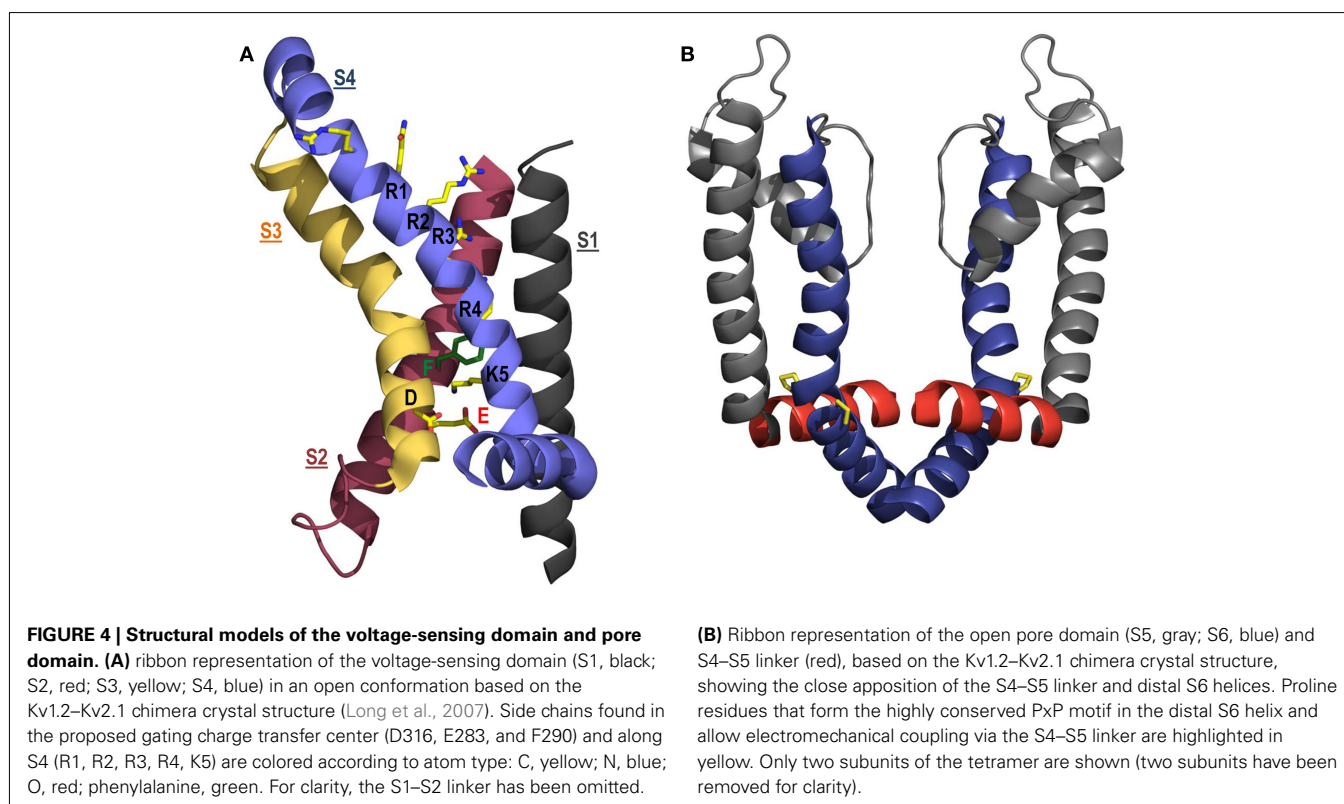 A
S4
R1
S3
R2
R3
S1
R4
F
K5
D
E
S2
B
FIGURE 4 | Structural models of the voltage-sensing domain and pore
domain. (A) ribbon representation of the voltage-sensing domain (S1, black;
S2, red; S3, yellow; S4, blue) in an open conformation based on the
Kv1.2–Kv2.1 chimera crystal structure (Long et al., 2007). Side chains found in
the proposed gating charge transfer center (D316, E283, and F290) and along
S4 (R1, R2, R3, R4, K5) are colored according to atom type: C, yellow; N, blue;
O, red; phenylalanine, green. For clarity, the S1–S2 linker has been omitted.
(B) Ribbon representation of the open pore domain (S5, gray; S6, blue) and
S4–S5 linker (red), based on the Kv1.2–Kv2.1 chimera crystal structure,
showing the close apposition of the S4–S5 linker and distal S6 helices. Proline
residues that form the highly conserved PxP motif in the distal S6 helix and
allow electromechanical coupling via the S4–S5 linker are highlighted in
yellow. Only two subunits of the tetramer are shown (two subunits have been
removed for clarity).